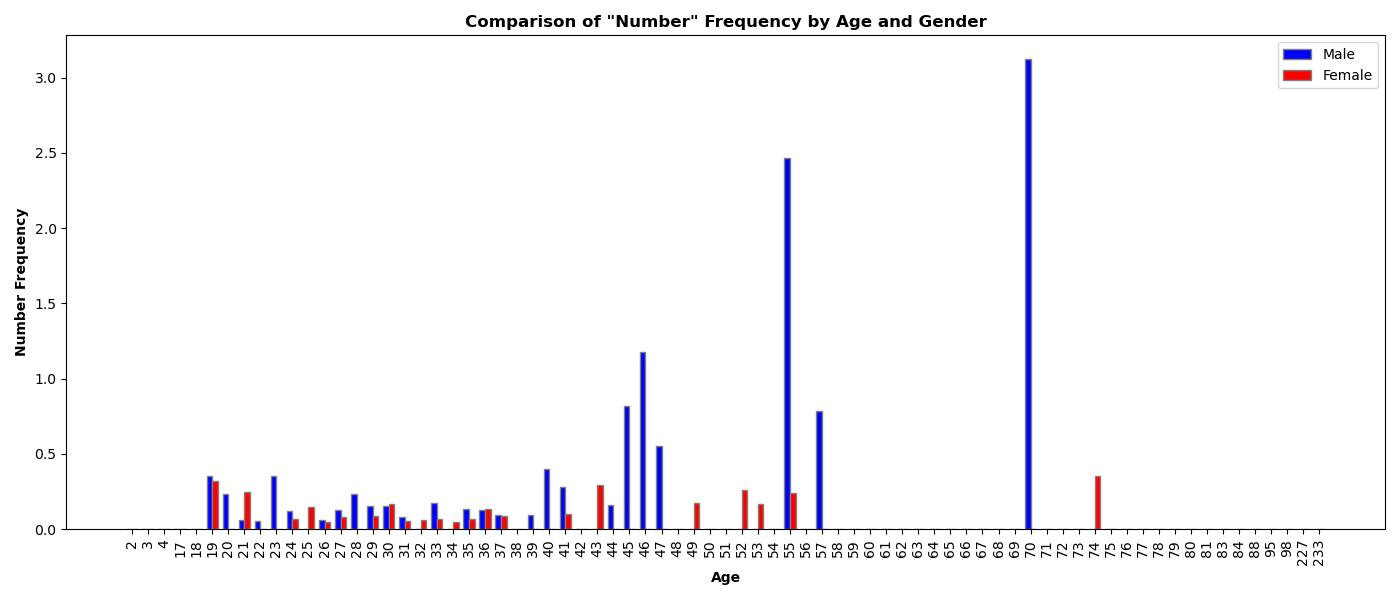 Comparison of "Number" Frequency by Age and Gender
Male
Female
Number Frequency
3.0
2.5
2.0
1.5
1.0
0.5
0.0
2 3 4 17 18 19 20 21 22 23 24 25 26 27 28 29 30 31 32 33 34 35 36 37 38 39 40 41 42 43 44 45 46 47 48 49 50 51 52 53 54 55 56 57 58 59 60 61 62 63 64 65 66 67 68 69 70 71 72 73 74 75 76 77 78 79 80 81 83 84 88 95 98 227 233
Age